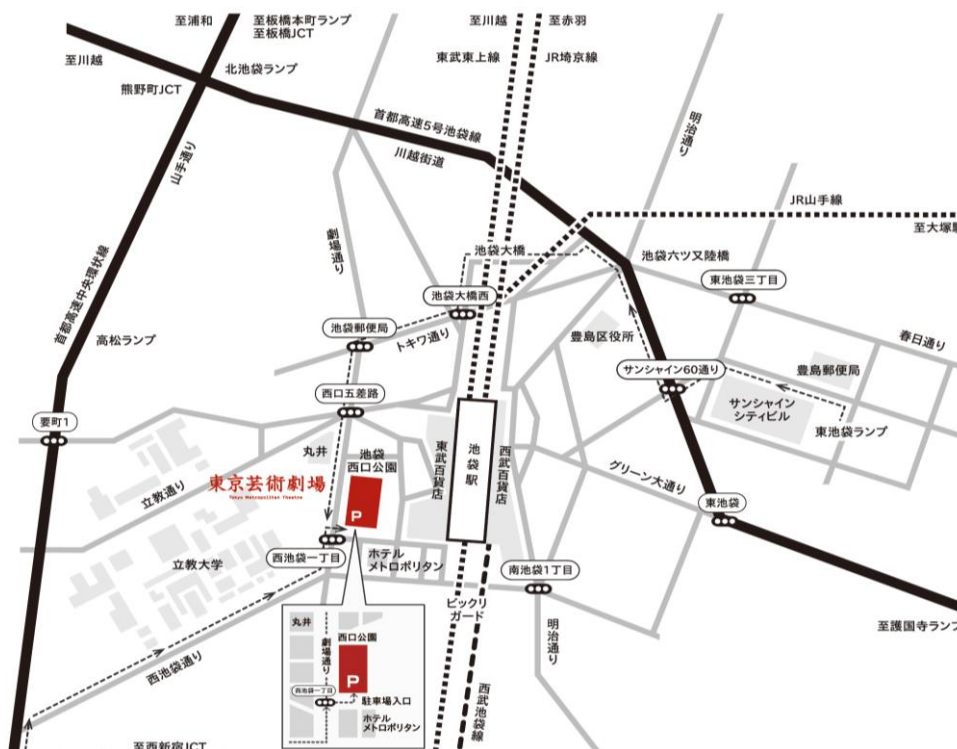 至浦和
至板橋本町ランプ
至板橋JCT
至川越
至赤羽
至川越
東武東上線
JR埼京線
北池袋ランプ
熊野町JCT
首都高速5号池袋線
川越街道
明治通り
山手通り
JR山手線
至大塚駅
劇場通り
池袋大橋
池袋六ツ又陸橋
東池袋三丁目
首都高速中央環状線
池袋大橋西
池袋郵便局
トキワ通り
豊島区役所
春日通り
高松ランプ
豊島郵便局
サンシャイン60通り
西口五差路
サンシャイン
シティビル
東池袋ランプ
要町1
丸井
池袋
西口公園
東武百貨店
池袋駅
西武百貨店
グリーン大通り
東京芸術劇場
Tokyo Metropolitan Theatre
立教通り
P
東池袋
西池袋一丁目
ホテル
メトロポリタン
立教大学
南池袋1丁目
ビックリ
ガード
明治通り
至護国寺ランプ
西池袋通り
丸井
西口公園
劇場通り
P
西池袋一丁目
駐車場入口
ホテル
メトロポリタン
西武池袋線
至西新宿JCT